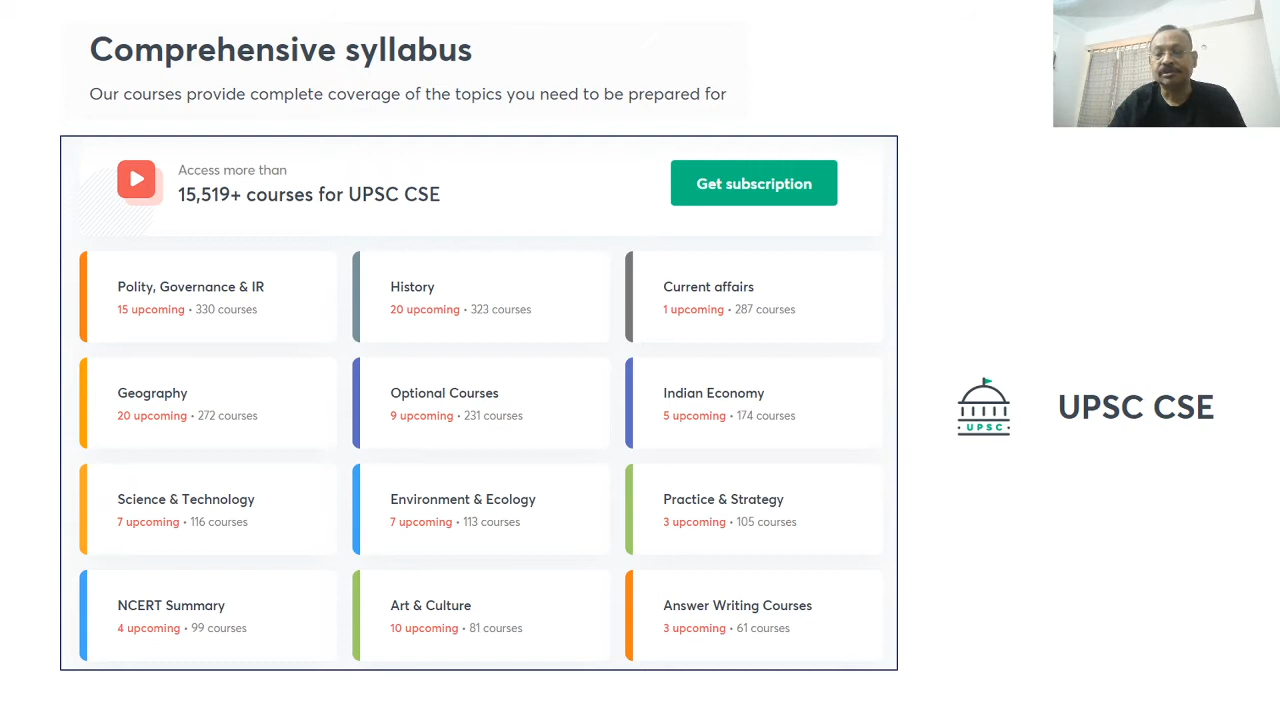 Comprehensive syllabus
Our courses provide complete coverage of the topics you need to be prepared for
Access more than
15,519+ courses for UPSC CSE
Get subscription
Polity, Governance & IR
15 upcoming • 330 courses
History
20 upcoming • 323 courses
Current affairs
1 upcoming • 287 courses
Geography
20 upcoming • 272 courses
Optional Courses
9 upcoming • 231 courses
Indian Economy
5 upcoming • 174 courses
Science & Technology
7 upcoming • 116 courses
Environment & Ecology
7 upcoming • 113 courses
Practice & Strategy
3 upcoming • 105 courses
NCERT Summary
4 upcoming • 99 courses
Art & Culture
10 upcoming • 81 courses
Answer Writing Courses
3 upcoming • 61 courses
UPSC
UPSC CSE